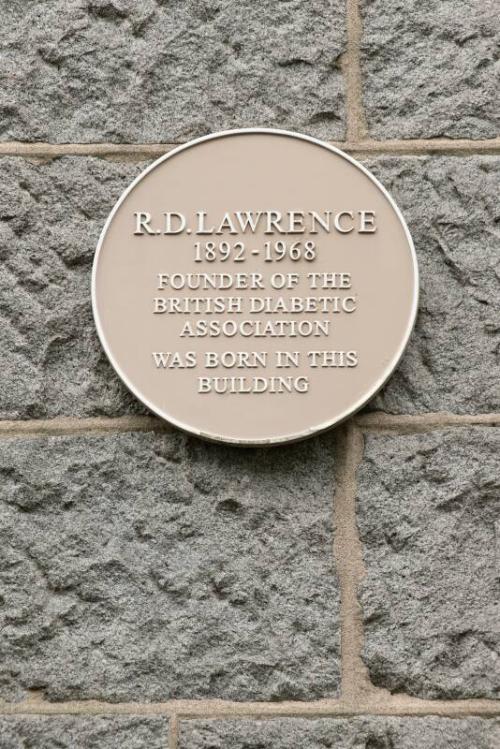 R.D.LAWRENCE
1892-1968
FOUNDER OF THE
BRITISH DIABETIC
ASSOCIATION
WAS BORN IN THIS
BUILDING